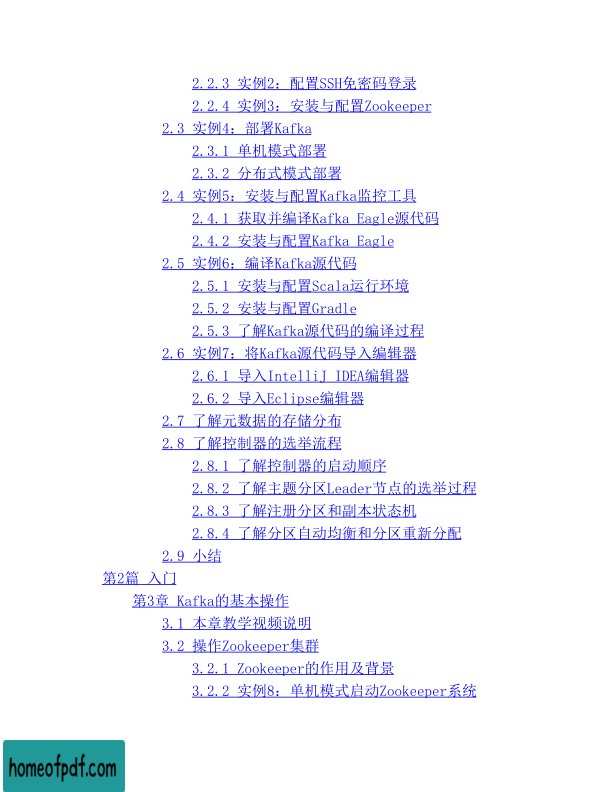 2.2.3 实例2：配置SSH免密码登录
2.2.4 实例3：安装与配置Zookeeper
2.3 实例4：部署Kafka
2.3.1 单机模式部署
2.3.2 分布式模式部署
2.4 实例5：安装与配置Kafka监控工具
2.4.1 获取并编译Kafka Eagle源代码
2.4.2 安装与配置Kafka Eagle
2.5 实例6：编译Kafka源代码
2.5.1 安装与配置Scala运行环境
2.5.2 安装与配置Gradle
2.5.3 了解Kafka源代码的编译过程
2.6 实例7：将Kafka源代码导入编辑器
2.6.1 导入IntelliJ IDEA编辑器
2.6.2 导入Eclipse编辑器
2.7 了解元数据的存储分布
2.8 了解控制器的选举流程
2.8.1 了解控制器的启动顺序
2.8.2 了解主题分区Leader节点的选举过程
2.8.3 了解注册分区和副本状态机
2.8.4 了解分区自动均衡和分区重新分配
2.9 小结
第2篇 入门
第3章 Kafka的基本操作
3.1 本章教学视频说明
3.2 操作Zookeeper集群
3.2.1 Zookeeper的作用及背景
3.2.2 实例8：单机模式启动Zookeeper系统
homeofpdf.com